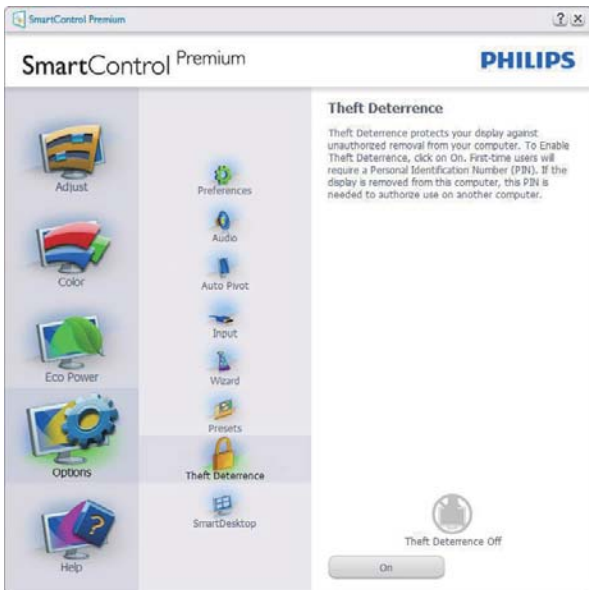 SmartControl Premium
?
X
SmartControl Premium
PHILIPS
Adjust
Color
Eco Power
Options
Help
Preferences
Audio
Auto Pivot
Input
Wizard
Presets
Theft Deterrence
SmartDesktop
Theft Deterrence
Theft Deterrence protects your display against
unauthorized removal from your computer. To Enable
Theft Deterrence, click on On. First-time users will
require a Personal Identification Number (PIN). If the
display is removed from this computer, this PIN is
needed to authorize use on another computer.
Theft Deterrence Off
On